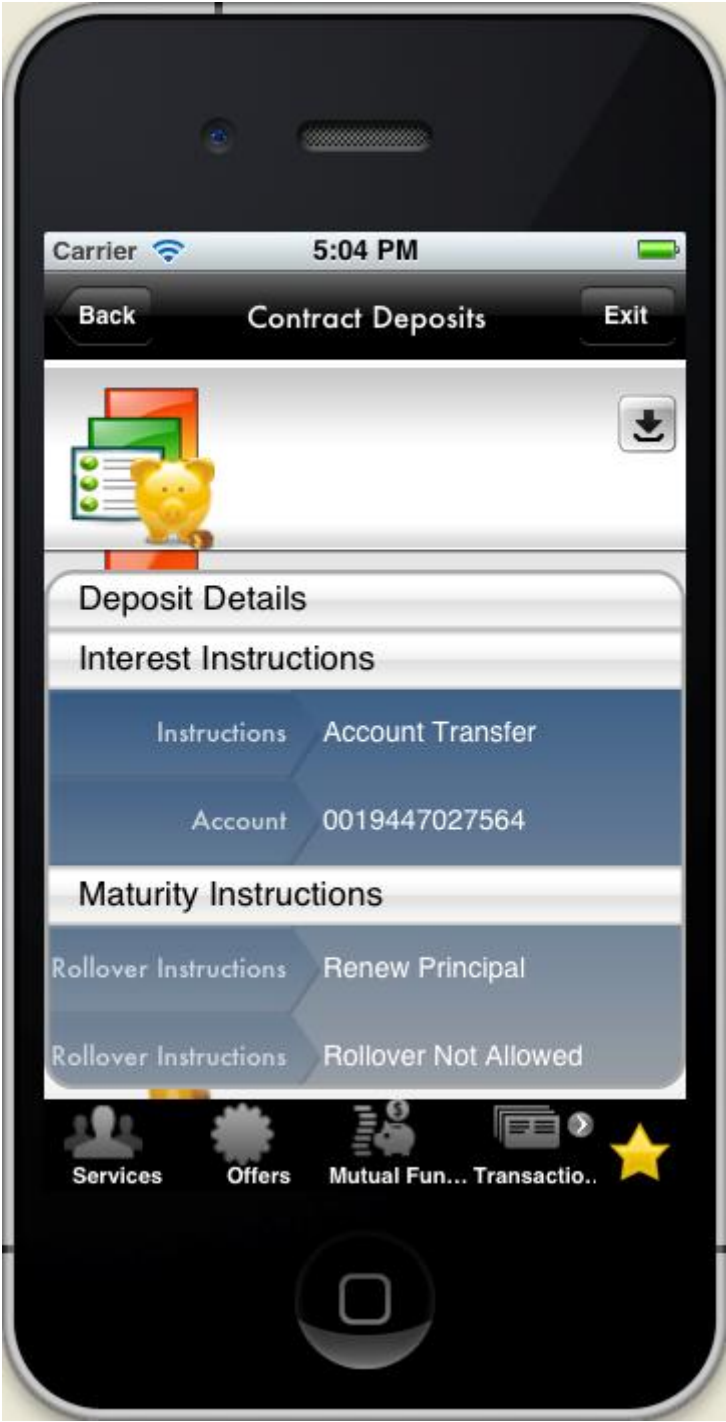 Carrier 5:04 PM
Back Contract Deposits Exit
Deposit Details
Interest Instructions
Instructions Account Transfer
Account 0019447027564
Maturity Instructions
Rollover Instructions Renew Principal
Rollover Instructions Rollover Not Allowed
Services Offers Mutual Fun... Transactio..